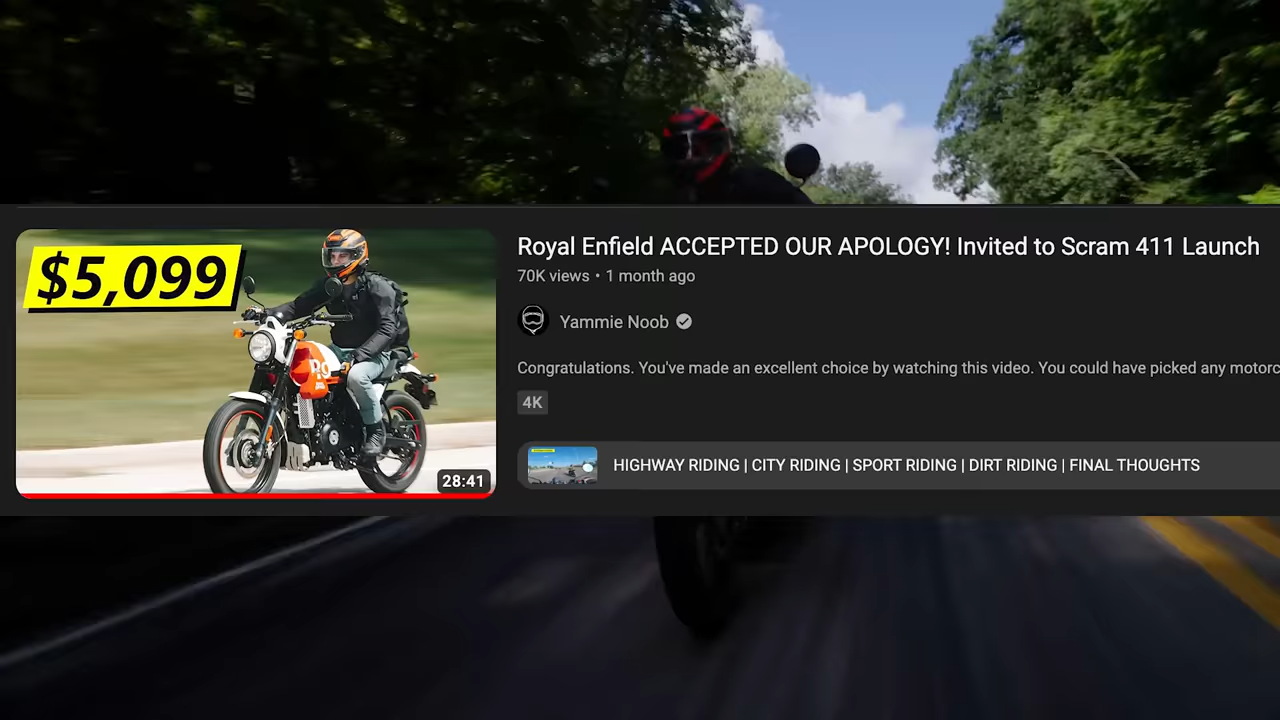 $5,099
28:41
Royal Enfield ACCEPTED OUR APOLOGY! Invited to Scram 411 Launch
70K views • 1 month ago
Yammie Noob
Congratulations. You've made an excellent choice by watching this video. You could have picked any motorc
4K
HIGHWAY RIDING | CITY RIDING | SPORT RIDING | DIRT RIDING | FINAL THOUGHTS